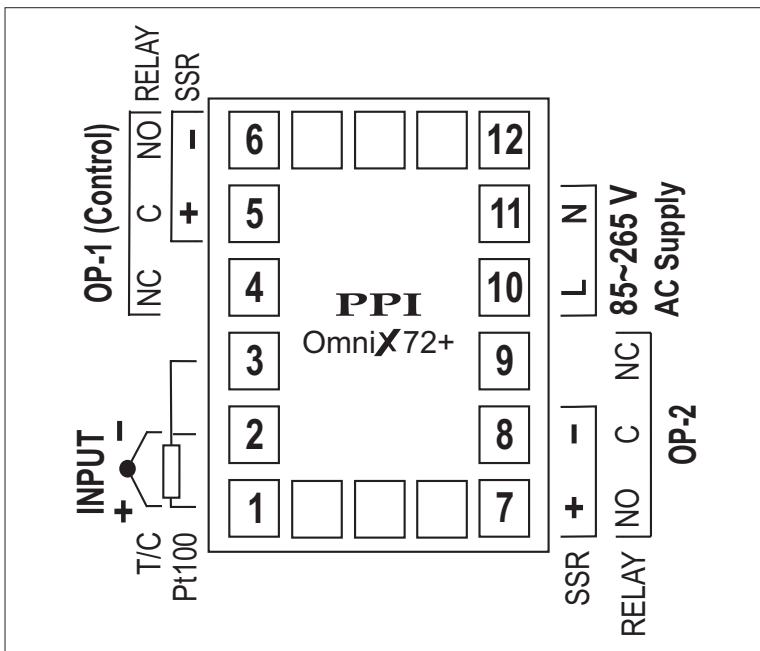 OP-1 (Control)
RELAY
NC C NO
SSR
+ -
INPUT
+ -
T/C
Pt100
6
5
4
3
2
1
PPI
OmniX72+
12
11
10
9
8
7
L N
85~265 V
AC Supply
SSR
+ -
RELAY
NO C NC
OP-2